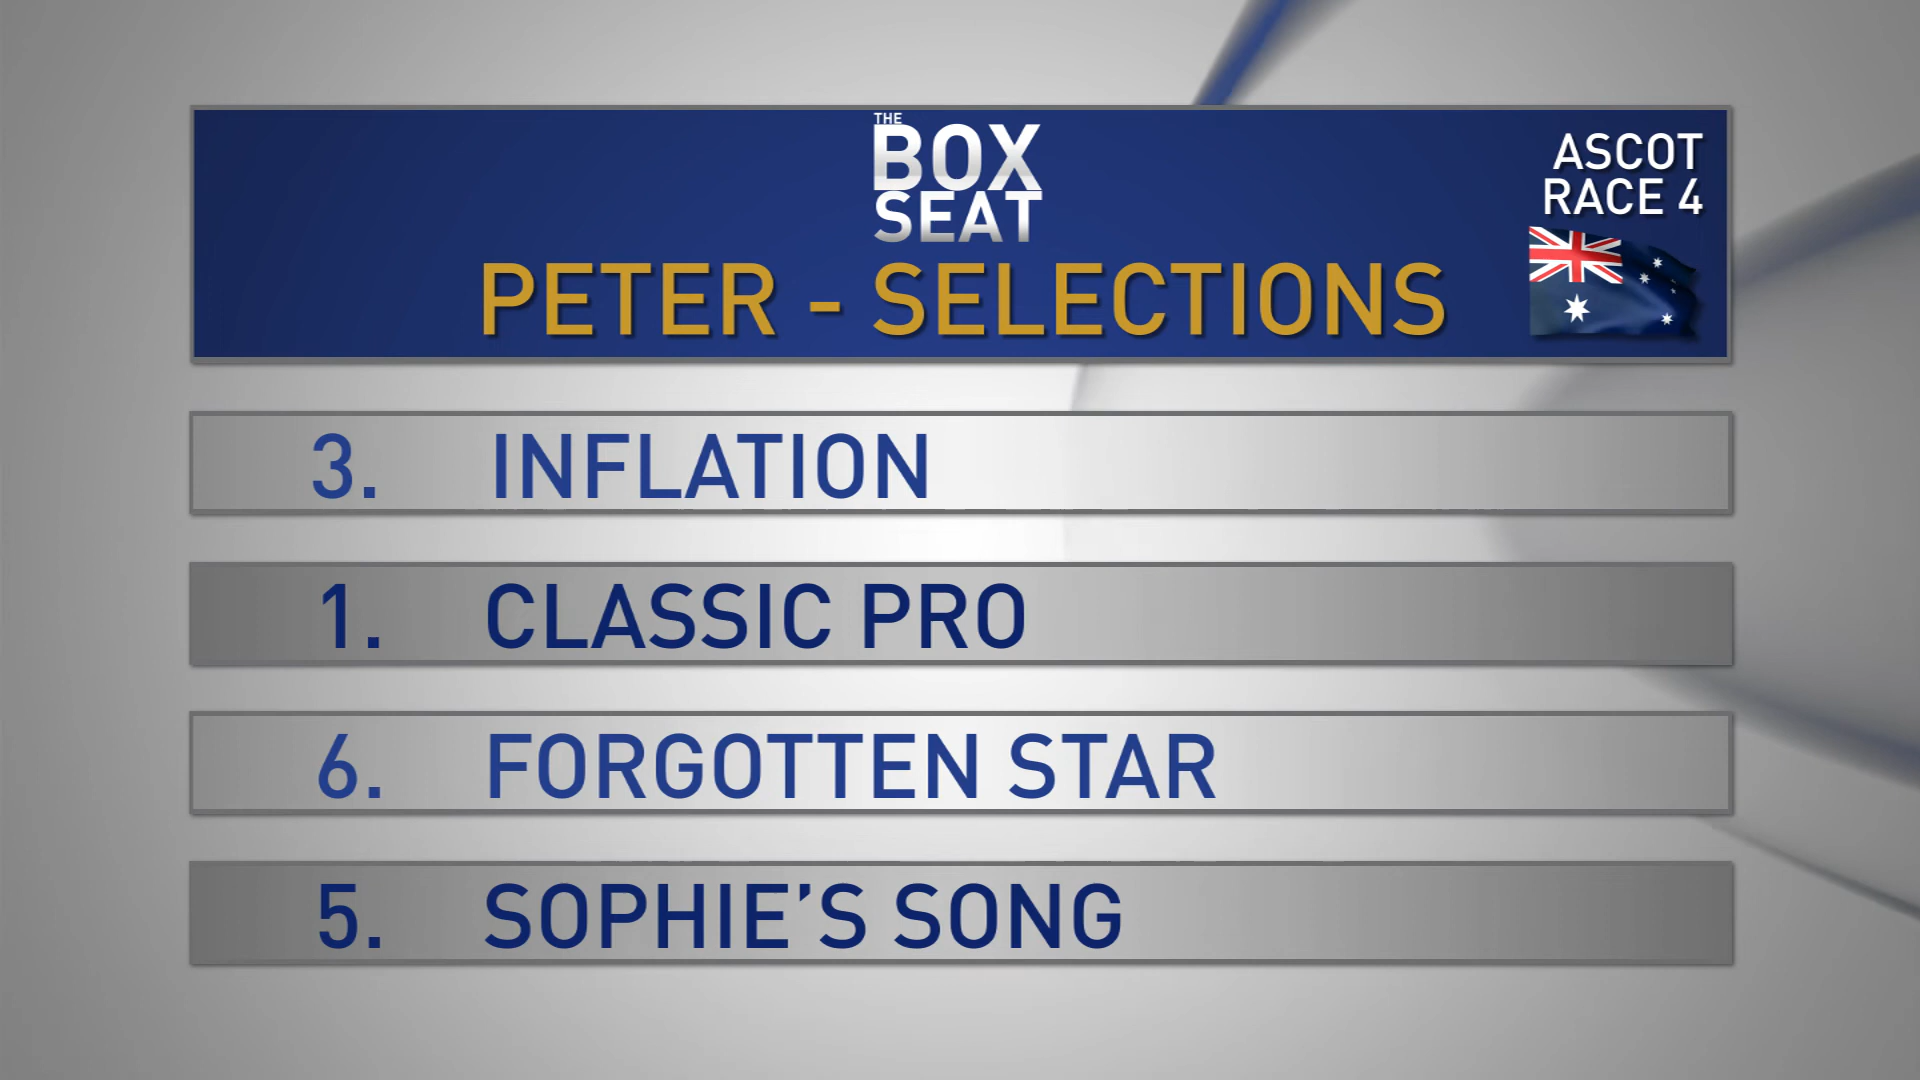 THE
BOX
SEAT
ASCOT
RACE 4
PETER - SELECTIONS
3. INFLATION
1. CLASSIC PRO
6. FORGOTTEN STAR
5. SOPHIE'S SONG